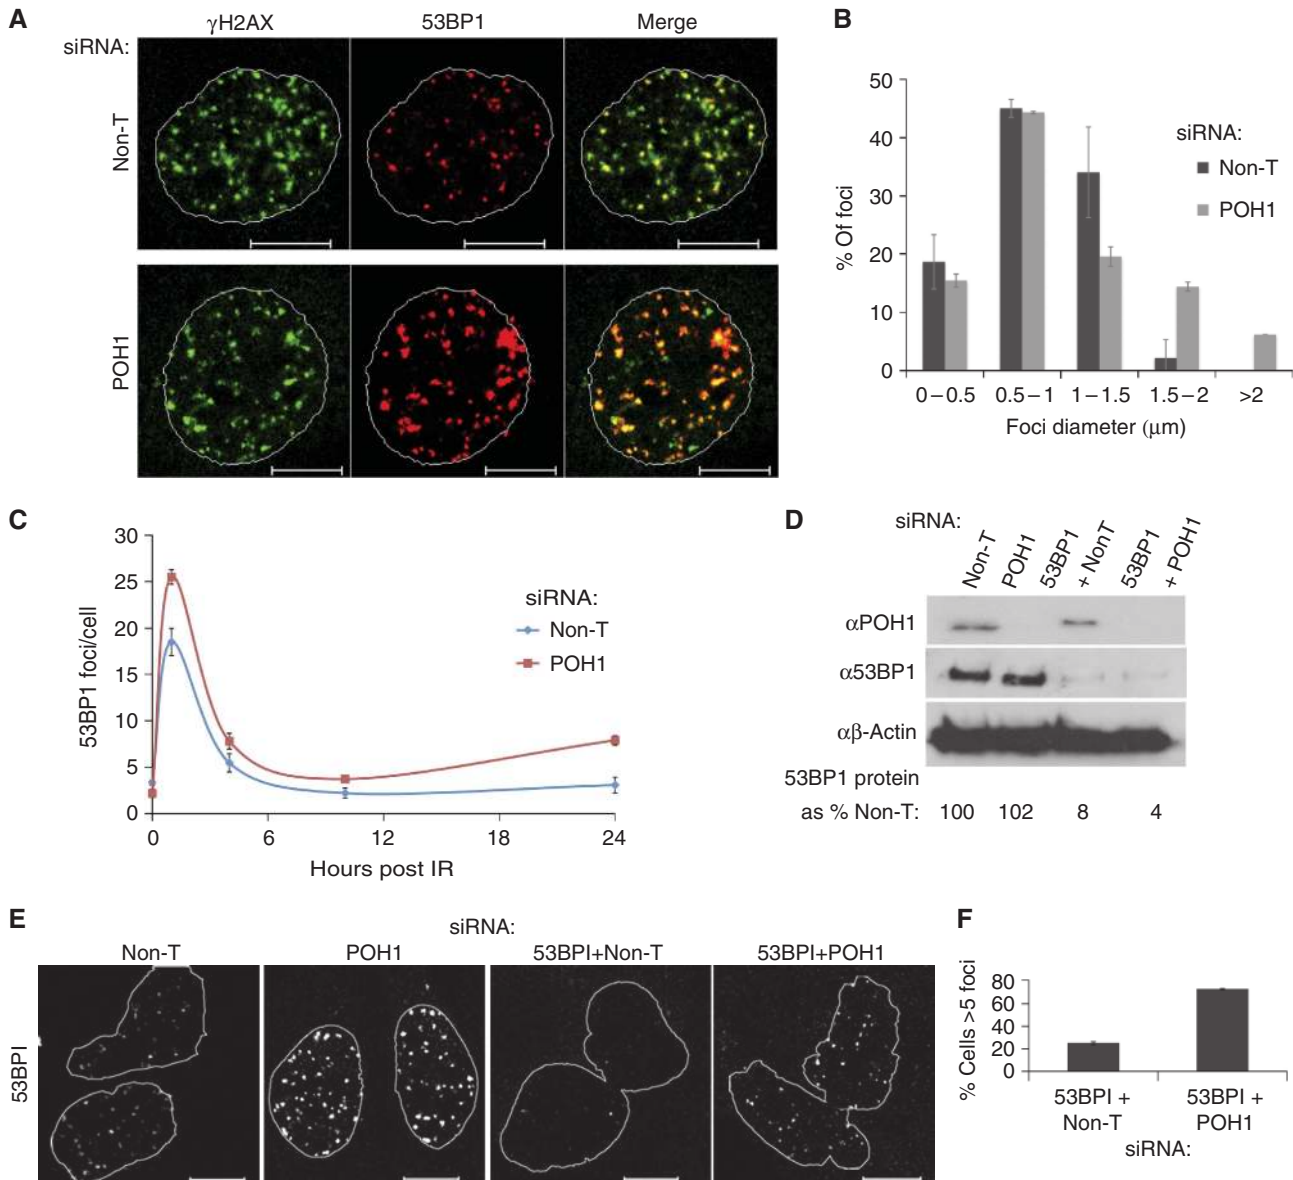 A
γH2AX 53BP1 Merge
siRNA:
Non-T
POH1
B
50
40
30
20
10
0
% Of foci
siRNA:
Non-T
POH1
0–0.5 0.5–1 1–1.5 1.5–2 >2
Foci diameter (μm)
C
30
25
20
15
10
5
0
53BP1 foci/cell
siRNA:
Non-T
POH1
0 6 12 18 24
Hours post IR
D
siRNA:
Non-T
POH1
53BP1
+ NonT
53BP1
+ POH1
αPOH1
α53BP1
αβ-Actin
53BP1 protein
as % Non-T: 100 102 8 4
E
siRNA:
Non-T POH1 53BPI+Non-T 53BPI+POH1
53BPI
F
80
60
40
20
0
% Cells >5 foci
53BPI + 53BPI +
Non-T POH1
siRNA: